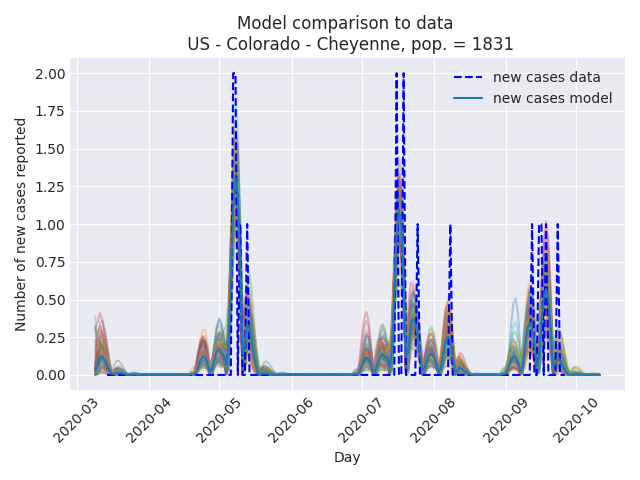 Model comparison to data
US - Colorado - Cheyenne, pop. = 1831
new cases data
new cases model
Number of new cases reported
2.00
1.75
1.50
1.25
1.00
0.75
0.50
0.25
0.00
2020-03
2020-04
2020-05
2020-06
2020-07
2020-08
2020-09
2020-10
Day